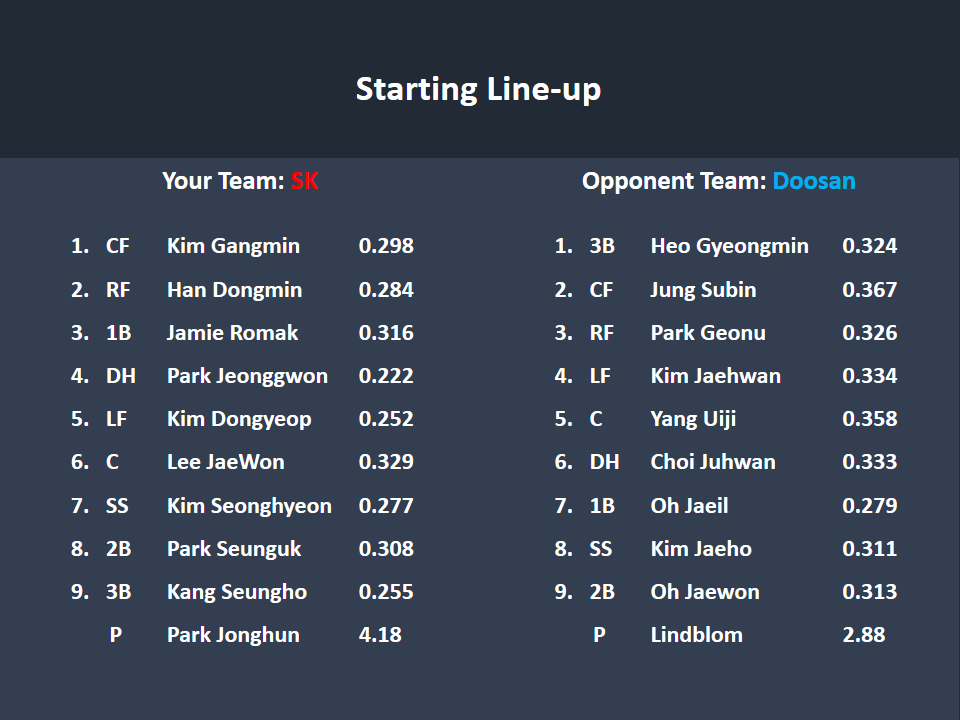 Starting Line-up
Your Team: SK
1. CF Kim Gangmin 0.298
2. RF Han Dongmin 0.284
3. 1B Jamie Romak 0.316
4. DH Park Jeonggwon 0.222
5. LF Kim Dongyeop 0.252
6. C Lee JaeWon 0.329
7. SS Kim Seonghyeon 0.277
8. 2B Park Seunguk 0.308
9. 3B Kang Seungho 0.255
P Park Jonghun 4.18
Opponent Team: Doosan
1. 3B Heo Gyeongmin 0.324
2. CF Jung Subin 0.367
3. RF Park Geonu 0.326
4. LF Kim Jaehwan 0.334
5. C Yang Uiji 0.358
6. DH Choi Juhwan 0.333
7. 1B Oh Jaeil 0.279
8. SS Kim Jaeho 0.311
9. 2B Oh Jaewon 0.313
P Lindblom 2.88